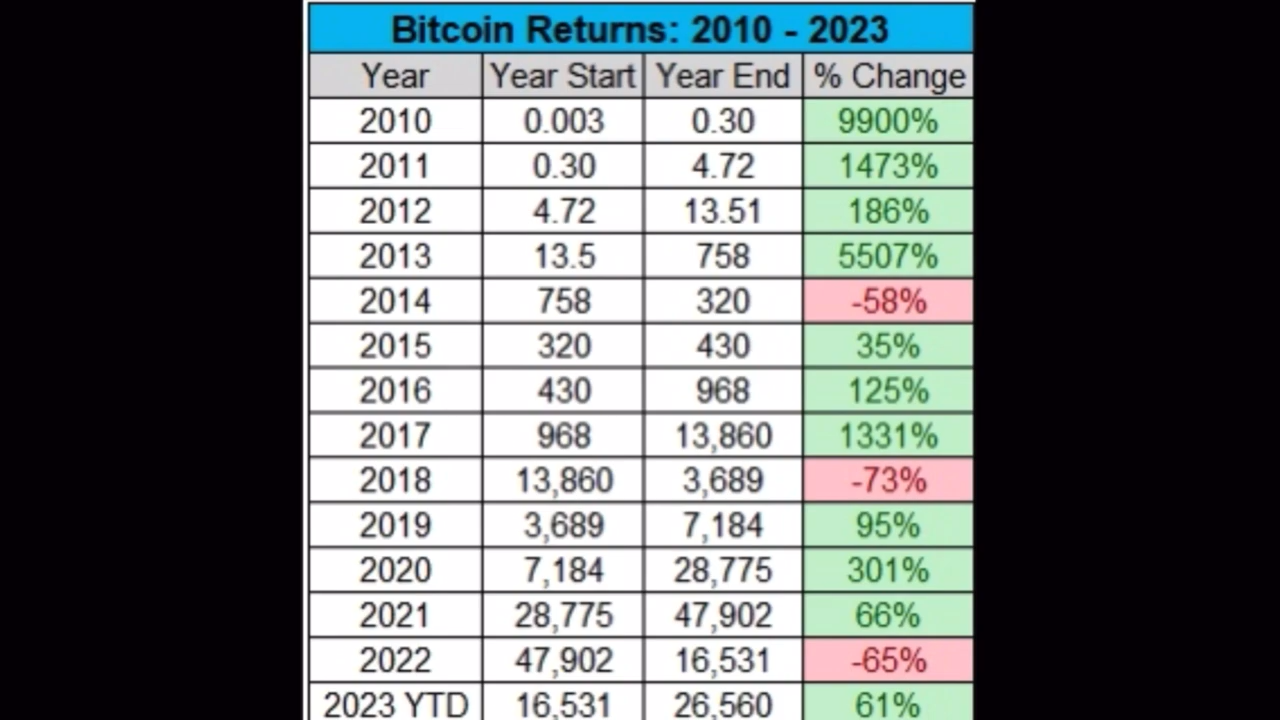 Bitcoin Returns: 2010 - 2023
Year Year Start Year End % Change
2010 0.003 0.30 9900%
2011 0.30 4.72 1473%
2012 4.72 13.51 186%
2013 13.5 758 5507%
2014 758 320 -58%
2015 320 430 35%
2016 430 968 125%
2017 968 13,860 1331%
2018 13,860 3,689 -73%
2019 3,689 7,184 95%
2020 7,184 28,775 301%
2021 28,775 47,902 66%
2022 47,902 16,531 -65%
2023 YTD 16,531 26,560 61%